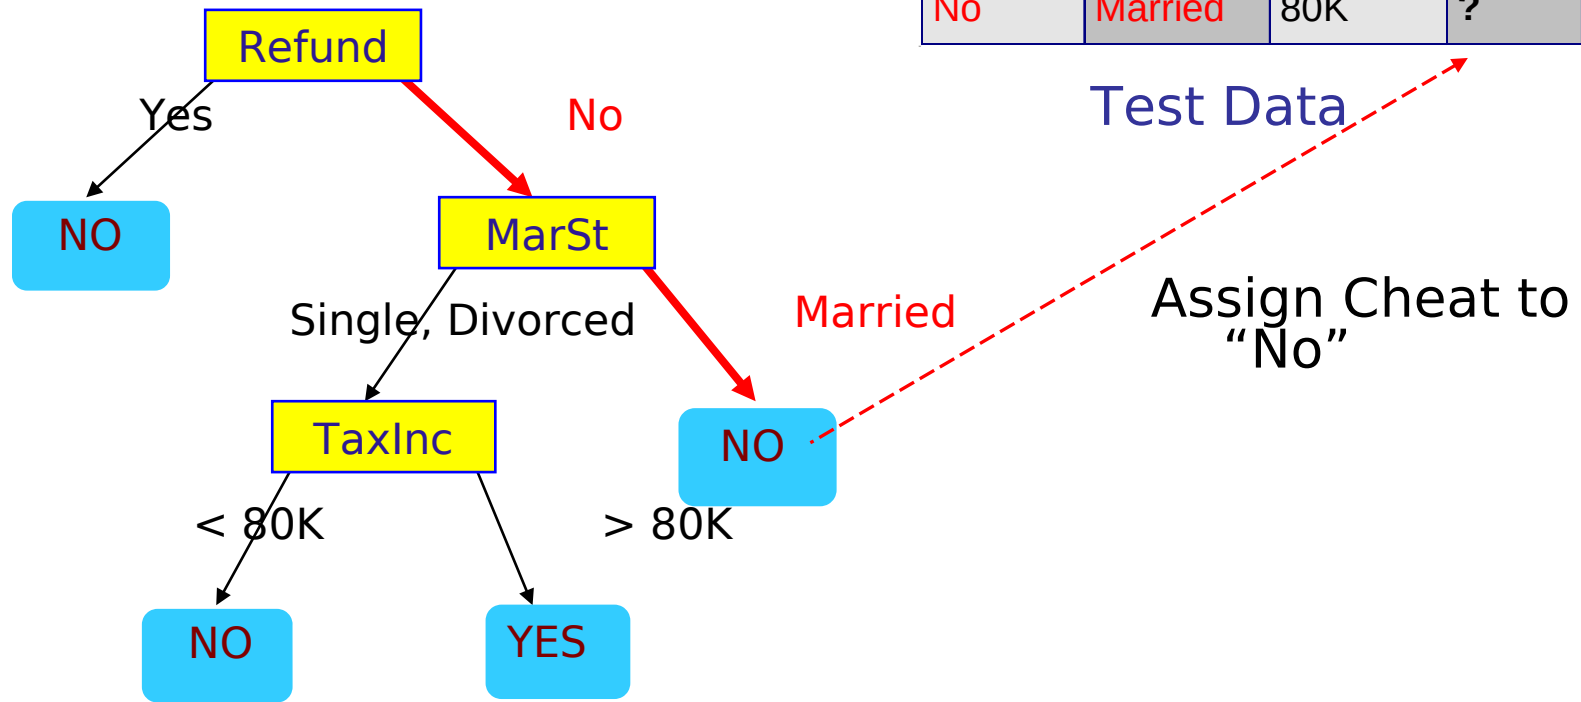 No Married 80K ?
Refund
Yes No
Test Data
NO
MarSt
Single, Divorced
Married
Assign Cheat to
“No”
TaxInc
NO
< 80K > 80K
NO
YES